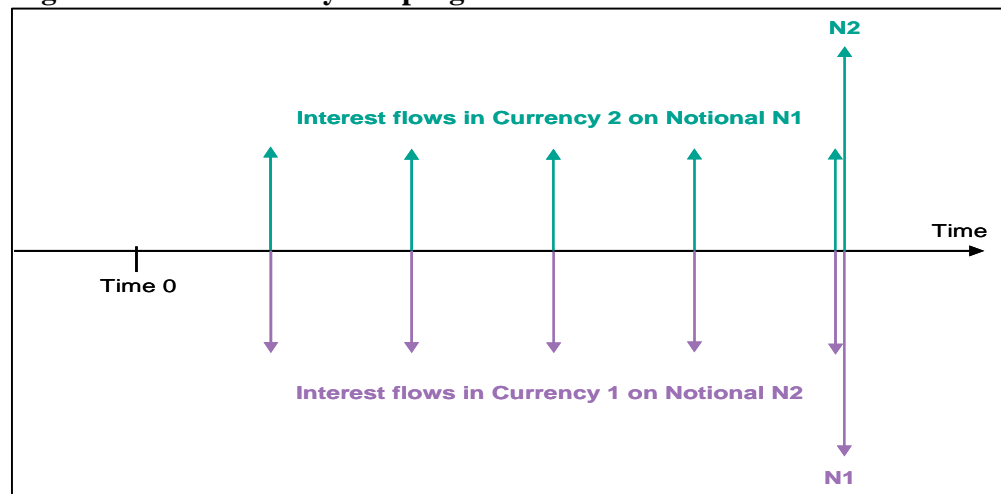 N2
Interest flows in Currency 2 on Notional N1
Time
Time 0
Interest flows in Currency 1 on Notional N2
N1